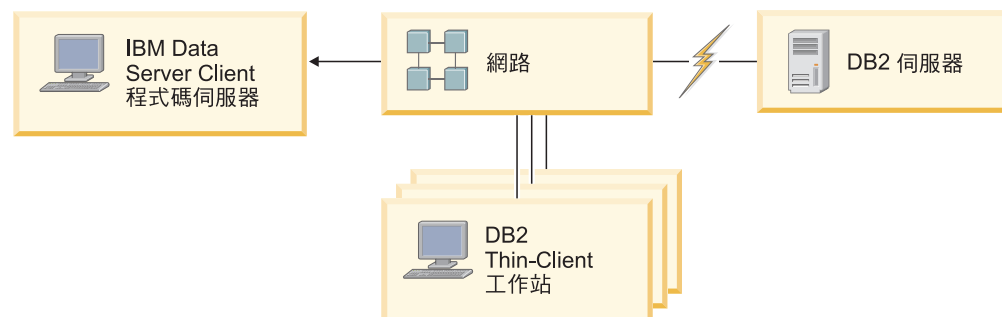 IBM Data
Server Client
程式碼伺服器
網路
DB2 伺服器
DB2
Thin-Client
工作站